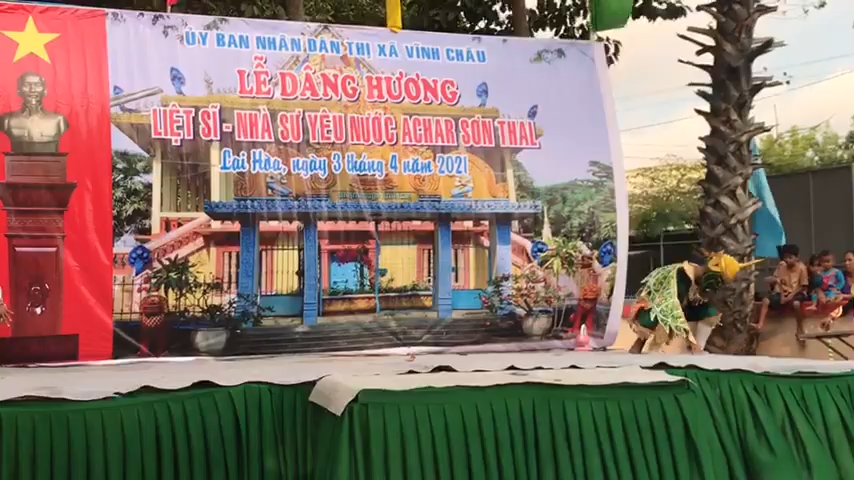 ỦY BAN NHÂN DÂN THỊ XÃ VĨNH CHÂU
LỄ DÂNG HƯƠNG
LIỆT SĨ - NHÀ SƯ YÊU NƯỚC ACHAR SƠN THAL
Lai Hòa, ngày 3 tháng 4 năm 2021